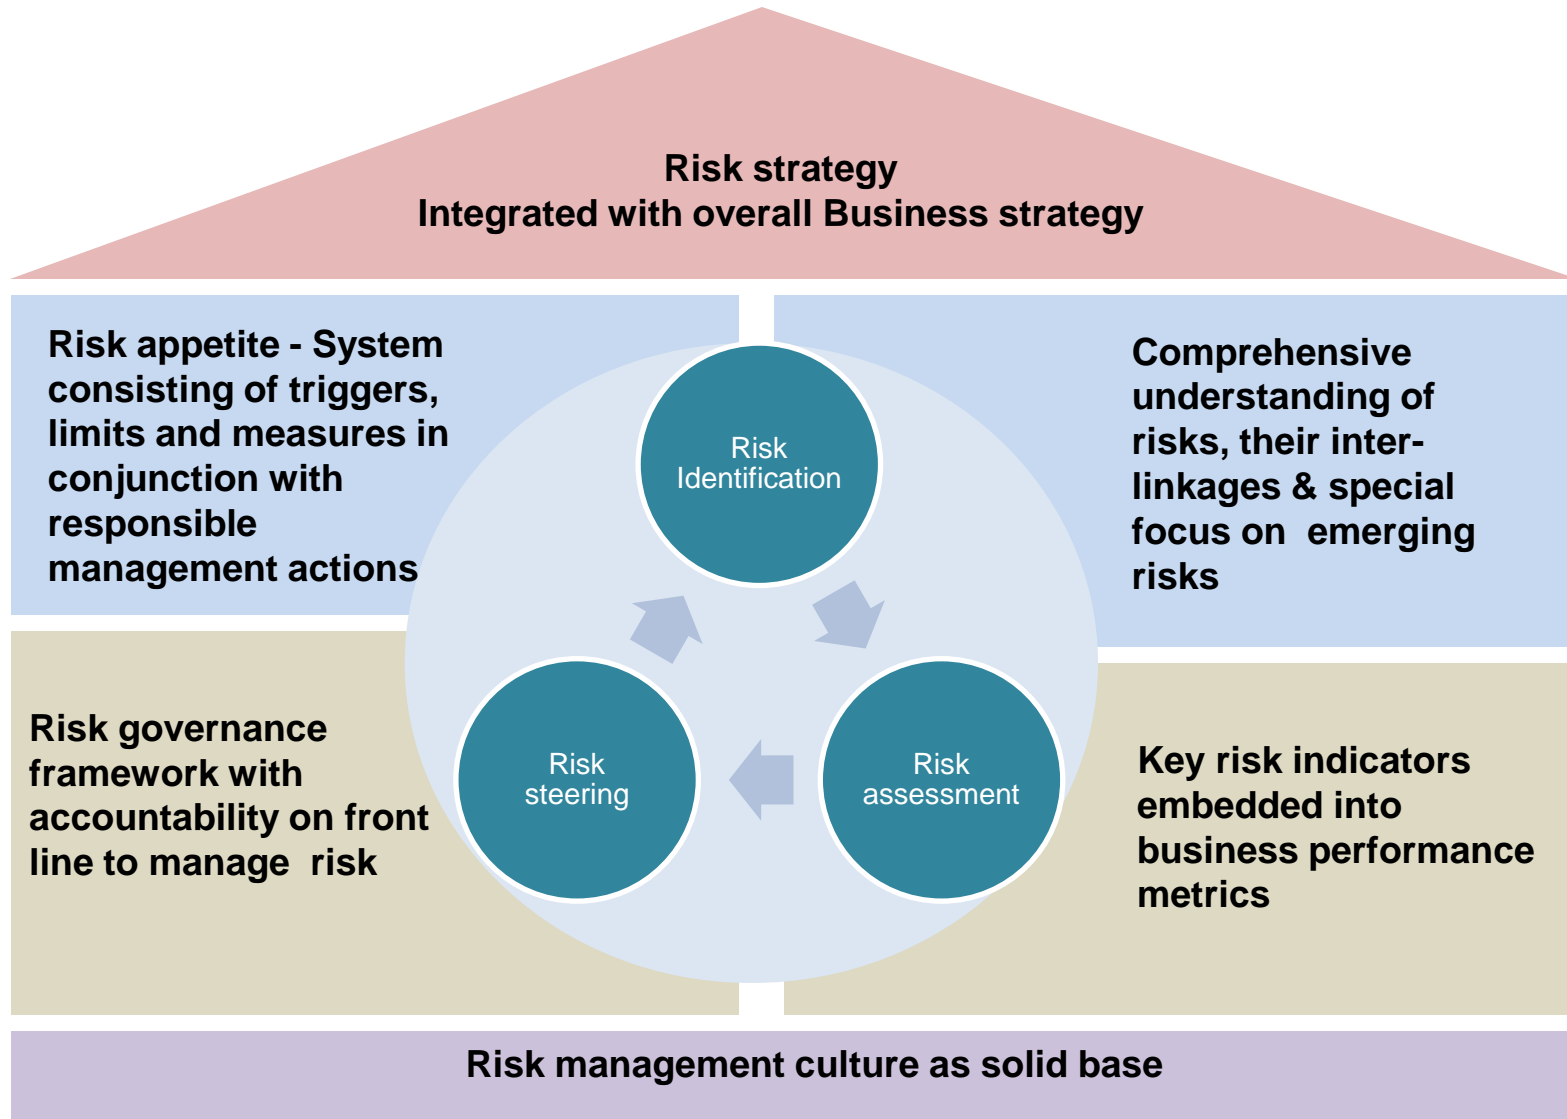 Risk strategy
Integrated with overall Business strategy
Risk appetite - System
consisting of triggers,
limits and measures in
conjunction with
responsible
management actions
Comprehensive
understanding of
risks, their inter-
linkages & special
focus on  emerging
risks
Risk
Identification
Risk
steering
Risk
assessment
Risk governance
framework with
accountability on front
line to manage  risk
Key risk indicators
embedded into
business performance
metrics
Risk management culture as solid base